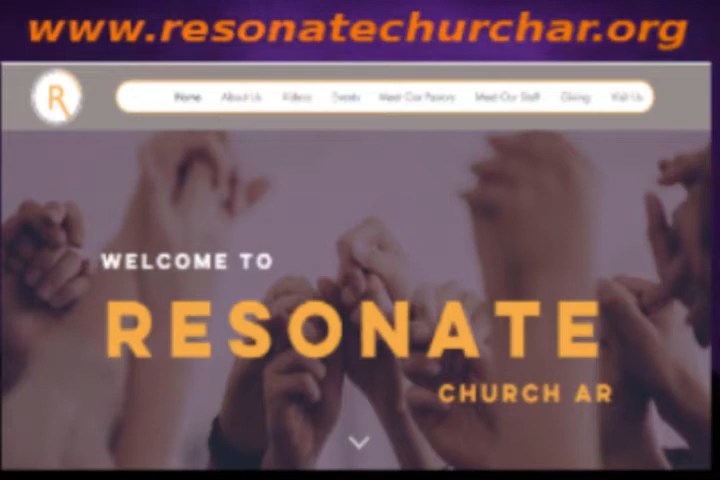 www.resonatechurchar.org
R
Home About Us Videos Events Meet Our Pastors Meet Our Staff Giving Visit Us
WELCOME TO
RESONATE
CHURCH AR